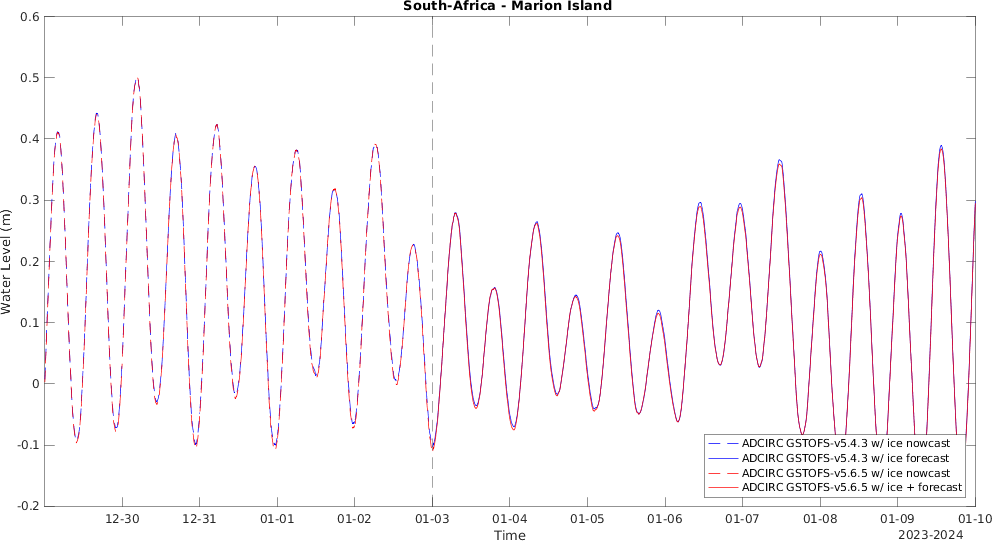 South-Africa - Marion Island
Water Level (m)
0.6
0.5
0.4
0.3
0.2
0.1
0
-0.1
-0.2
ADCIRC GSTOFS-v5.4.3 w/ ice nowcast
ADCIRC GSTOFS-v5.4.3 w/ ice forecast
ADCIRC GSTOFS-v5.6.5 w/ ice nowcast
ADCIRC GSTOFS-v5.6.5 w/ ice + forecast
12-30 12-31 01-01 01-02 01-03 01-04 01-05 01-06 01-07 01-08 01-09 01-10
Time
2023-2024